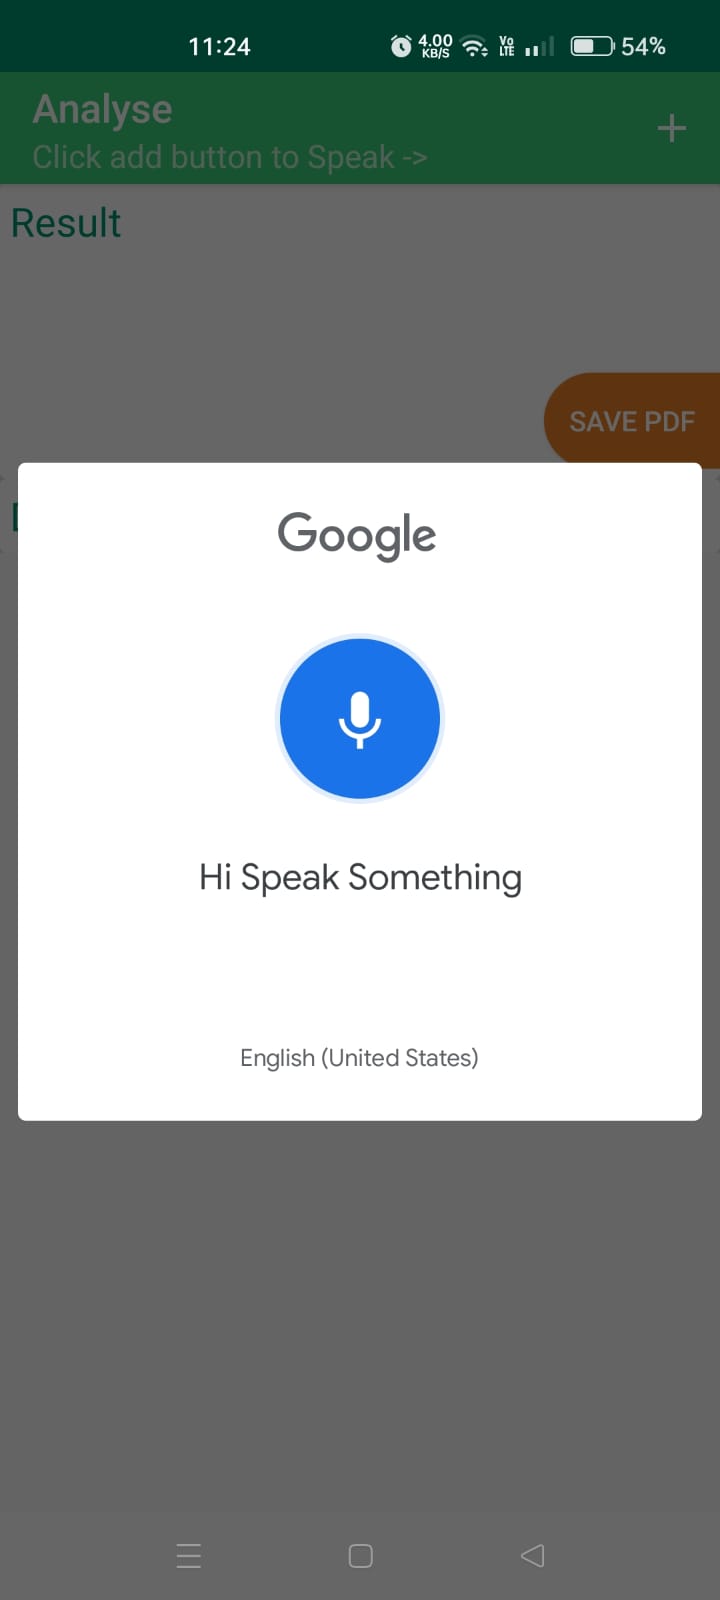 11:24 4.00 KB/S Vo LTE 54%
Analyse
Click add button to Speak ->
Result
SAVE PDF
Google
Hi Speak Something
English (United States)